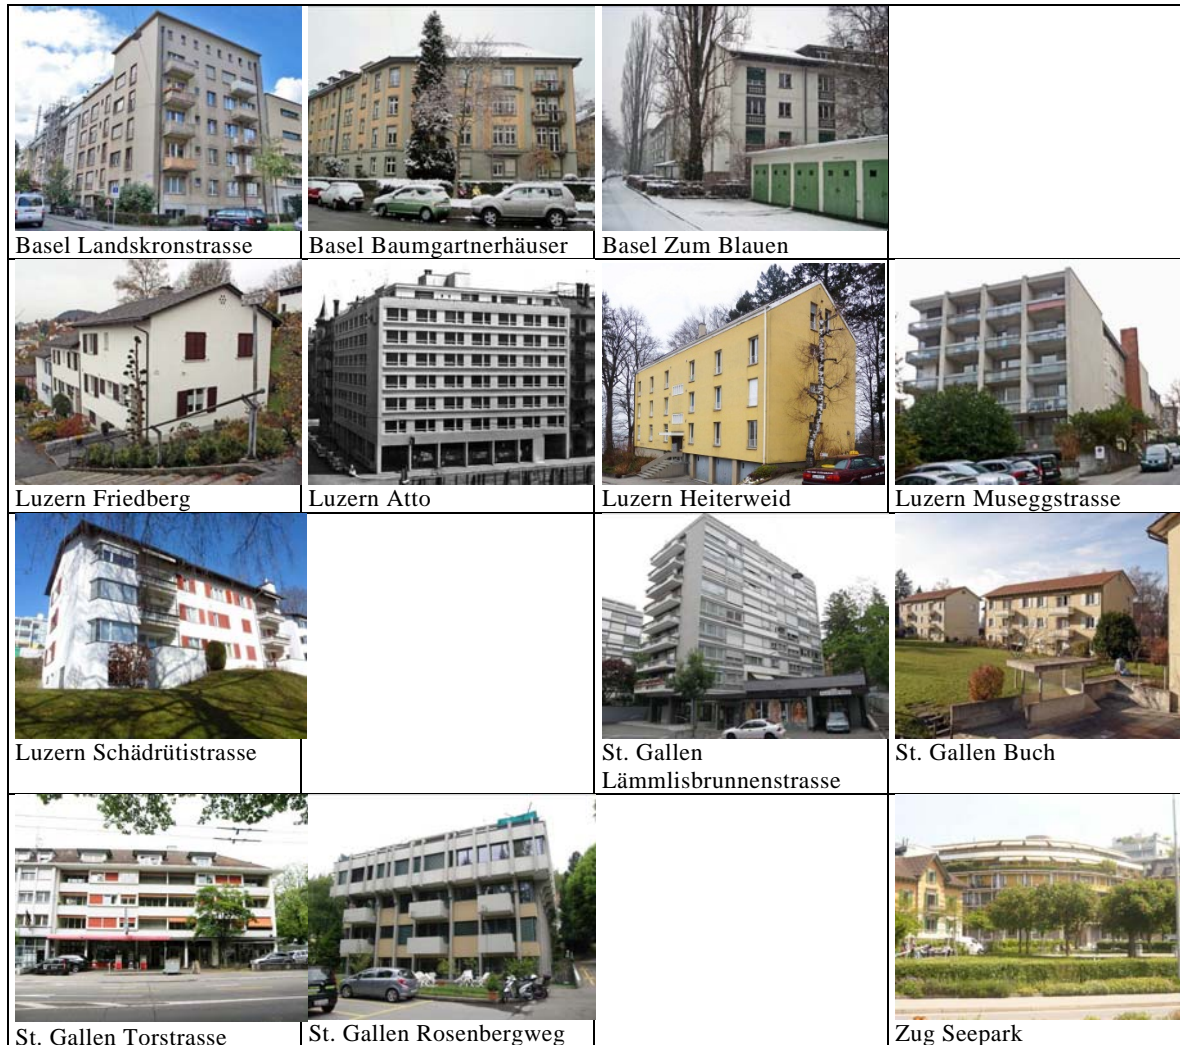 Basel Landskronstrasse
Basel Baumgartnerhäuser
Basel Zum Blauen
Luzern Friedberg
Luzern Atto
Luzern Heiterweid
Luzern Museggstrasse
Luzern Schädrütistrasse
St. Gallen
Lämmlisbrunnenstrasse
St. Gallen Buch
St. Gallen Torstrasse
St. Gallen Rosenbergweg
Zug Seepark